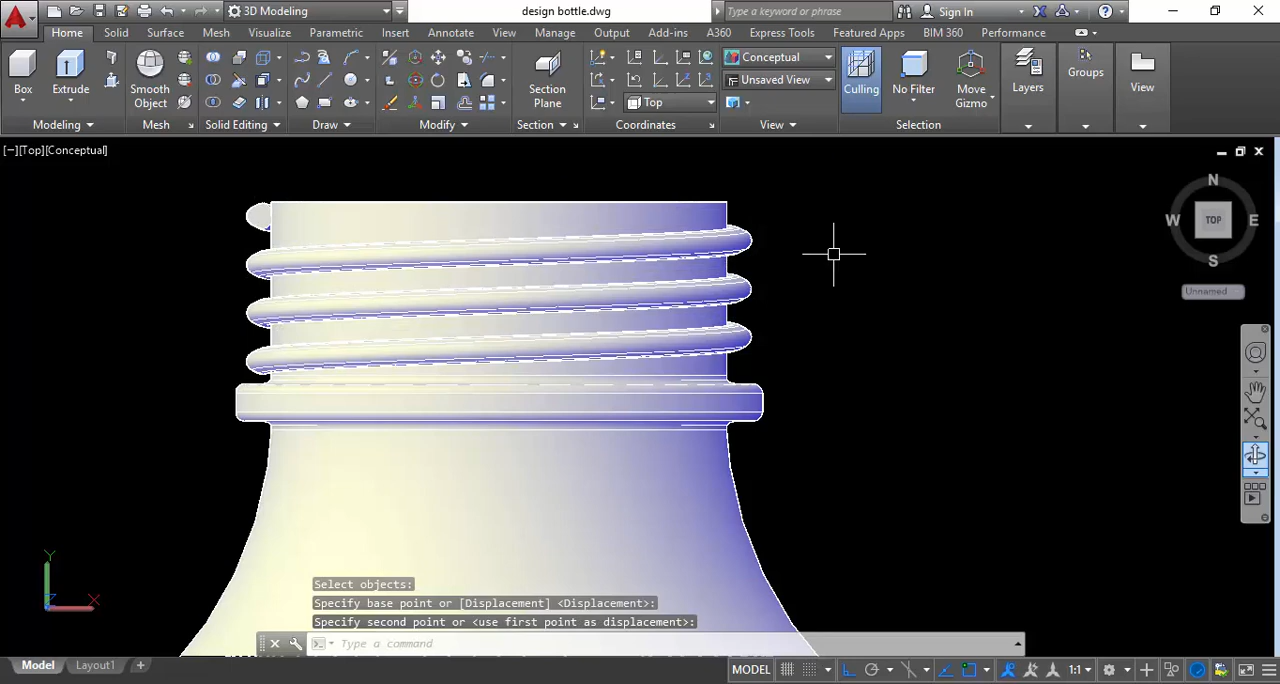 3D Modeling
design bottle.dwg
Type a keyword or phrase
Sign In
Home Solid Surface Mesh Visualize Parametric Insert Annotate View Manage Output Add-ins A360 Express Tools Featured Apps BIM 360 Performance
Box
Extrude
Smooth
Object
Section
Plane
Top
Conceptual
Unsaved View
Culling
No Filter
Move
Gizmo
Layers
Groups
View
Modeling Mesh Solid Editing Draw Modify Section Coordinates View Selection
[−][Top][Conceptual]
N
W TOP E
S
Unnamed
Y
X
Select objects:
Specify base point or [Displacement] <Displacement>:
Specify second point or <use first point as displacement>:
Type a command
Model Layout1
MODEL
1:1